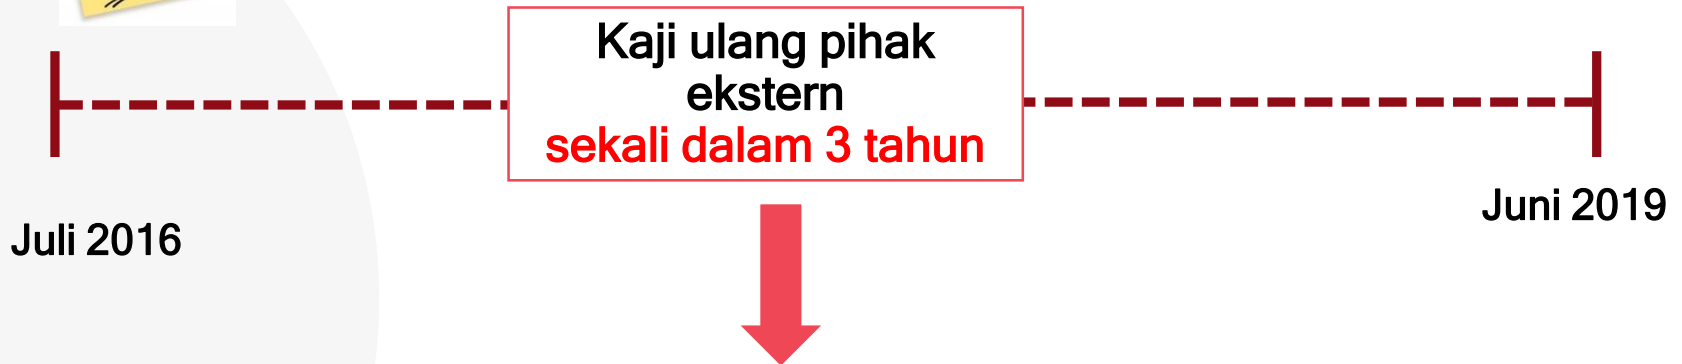 Kaji ulang pihak
ekstern
sekali dalam 3 tahun
Juli 2016
Juni 2019